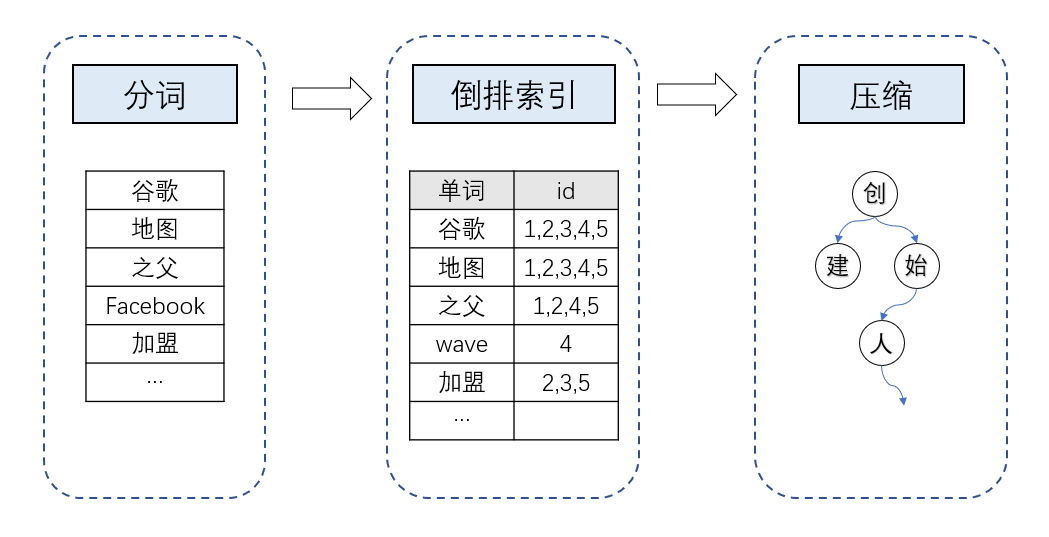 分词
谷歌
地图
之父
Facebook
加盟
...
倒排索引
单词 id
谷歌 1,2,3,4,5
地图 1,2,3,4,5
之父 1,2,4,5
wave 4
加盟 2,3,5
...
压缩
创
建 始
人